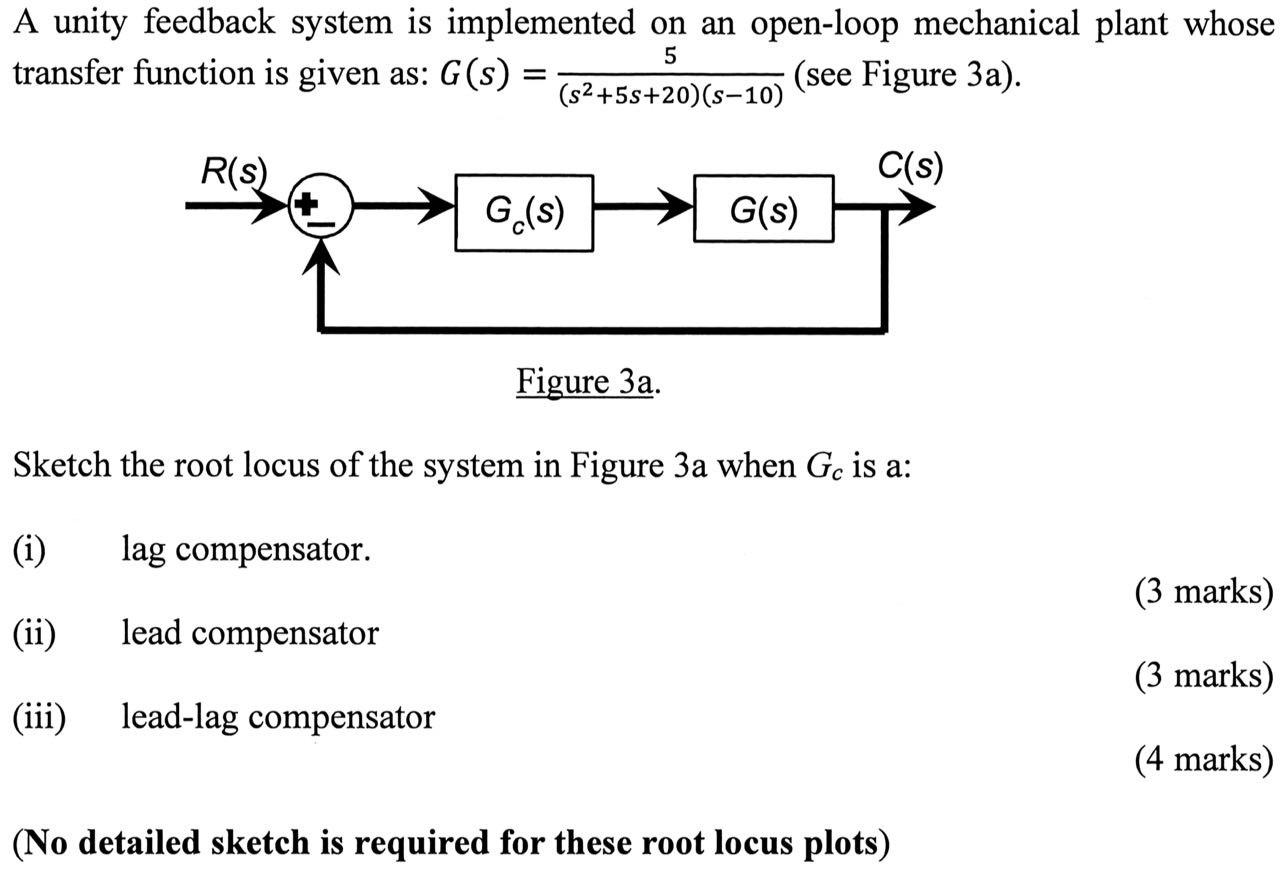 A unity feedback system is implemented on an open-loop mechanical plant whose
transfer function is given as: G(s) = 5/((s²+5s+20)(s−10)) (see Figure 3a).
R(s)
C(s)
+
−
G_c(s)
G(s)
Figure 3a.
Sketch the root locus of the system in Figure 3a when G_c is a:
(i) lag compensator.
(3 marks)
(ii) lead compensator
(3 marks)
(iii) lead-lag compensator
(4 marks)
(No detailed sketch is required for these root locus plots)